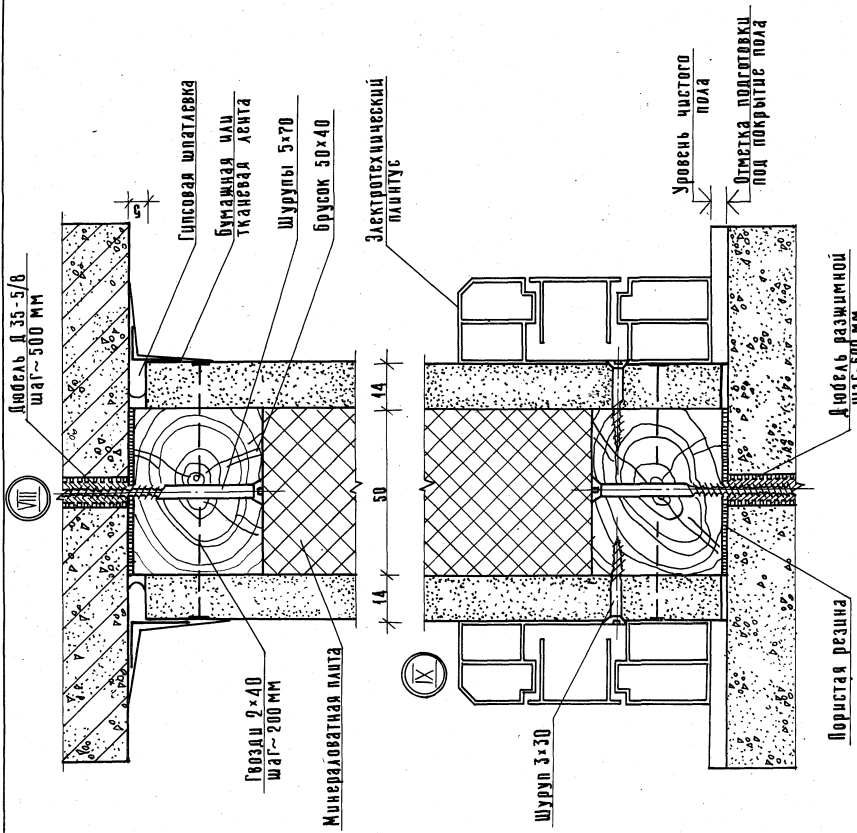 VIII
Дюбель Д 35-5/8
шаг ~ 500 мм
5
Гипсовая шпатлевка
Бумажная или
тканевая лента
Шурупы 5×70
Брусок 50×40
Гвозди 2×40
шаг ~ 200 мм
Минераловатная плита
14
50
14
IX
Электротехнический
плинтус
Уровень чистого
пола
Отметка подготовки
под покрытие пола
Шуруп 3×30
Пористая резина
Дюбель разжимной